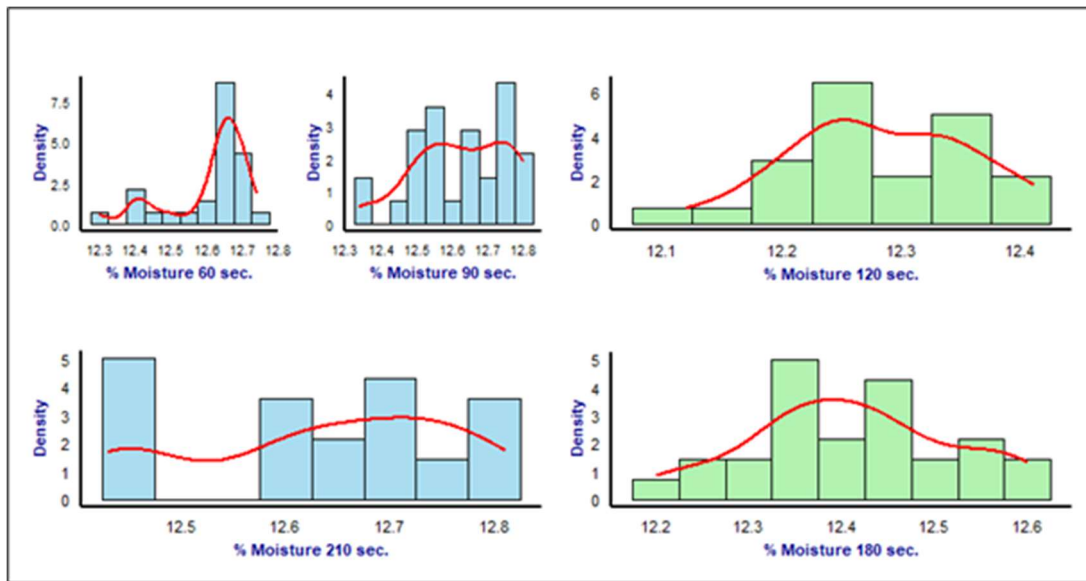 Density
7.5
5.0
2.5
0.0
12.3 12.4 12.5 12.6 12.7 12.8
% Moisture 60 sec.
Density
4
3
2
1
0
12.3 12.4 12.5 12.6 12.7 12.8
% Moisture 90 sec.
Density
6
4
2
0
12.1 12.2 12.3 12.4
% Moisture 120 sec.
Density
5
4
3
2
1
0
12.5 12.6 12.7 12.8
% Moisture 210 sec.
Density
5
4
3
2
1
0
12.2 12.3 12.4 12.5 12.6
% Moisture 180 sec.